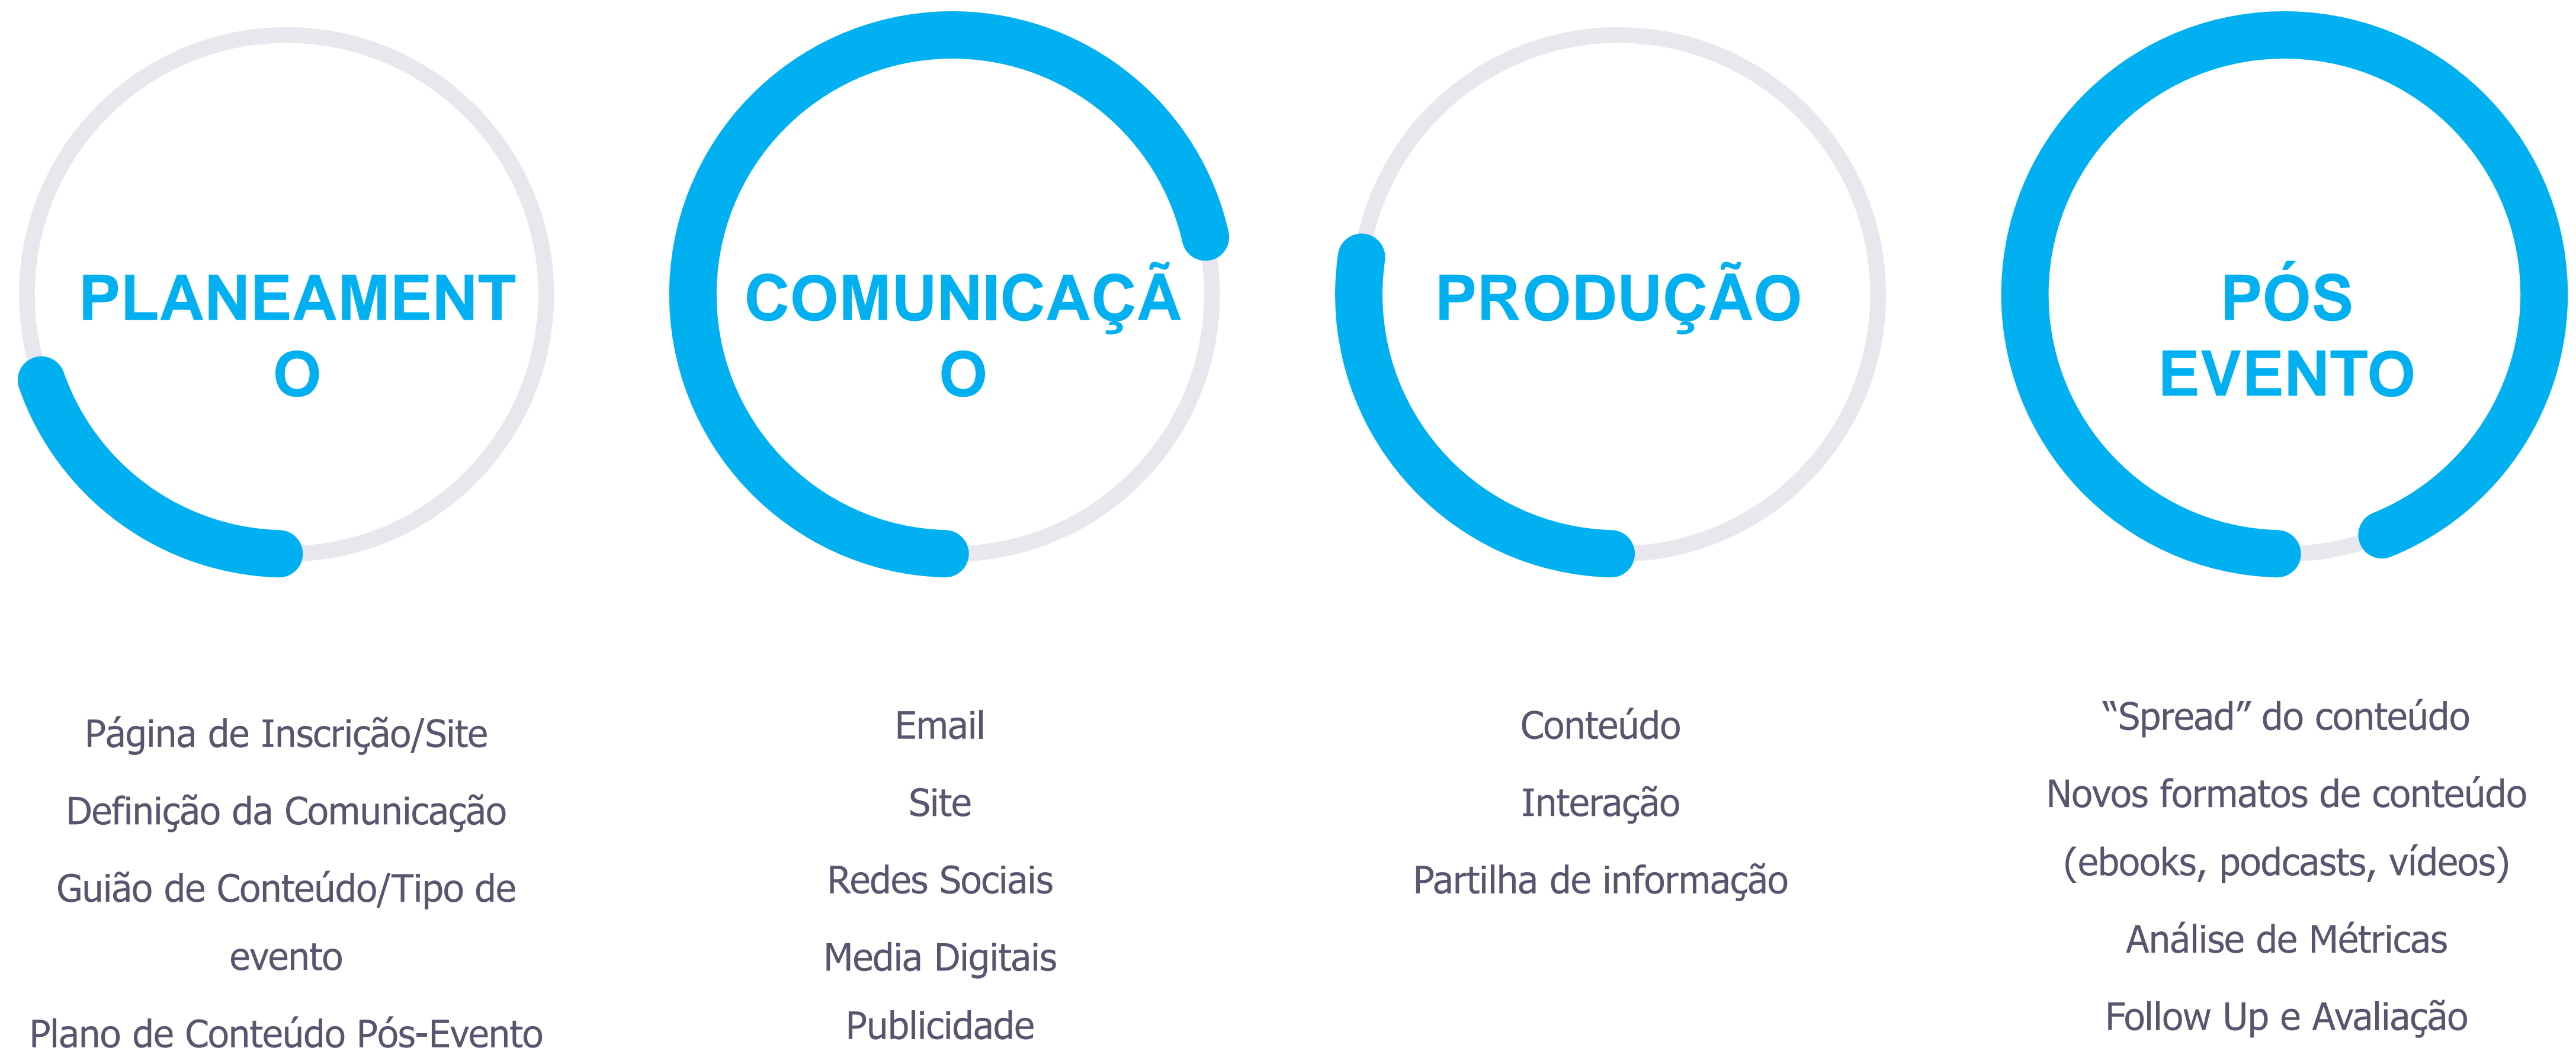 PLANEAMENT
O
COMUNICAÇÃ
O
PRODUÇÃO
PÓS
EVENTO
Página de Inscrição/Site
Definição da Comunicação
Guião de Conteúdo/Tipo de
evento
Plano de Conteúdo Pós-Evento
Email
Site
Redes Sociais
Media Digitais
Publicidade
Conteúdo
Interação
Partilha de informação
“Spread” do conteúdo
Novos formatos de conteúdo
(ebooks, podcasts, vídeos)
Análise de Métricas
Follow Up e Avaliação